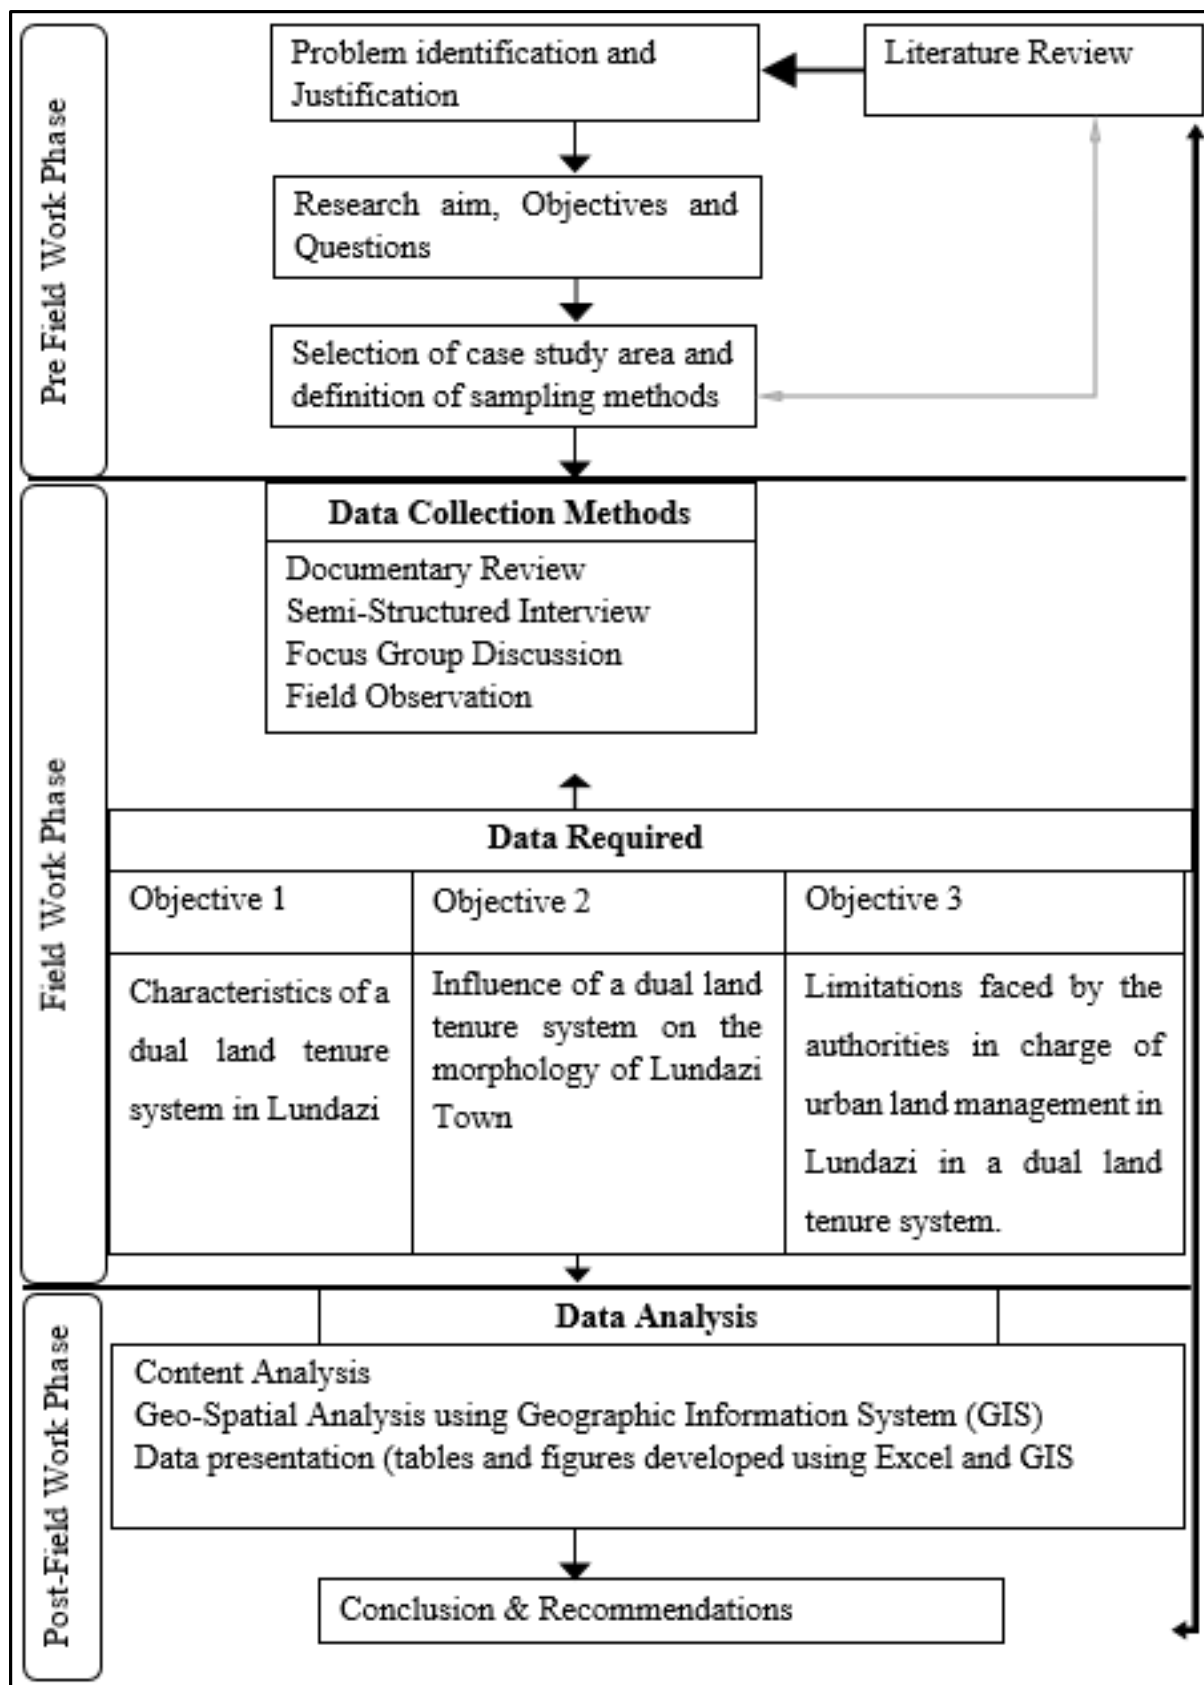 Pre Field Work Phase
Problem identification and
Justification
Literature Review
Research aim, Objectives and
Questions
Selection of case study area and
definition of sampling methods
Field Work Phase
Data Collection Methods
Documentary Review
Semi-Structured Interview
Focus Group Discussion
Field Observation
Data Required
Objective 1
Objective 2
Objective 3
Characteristics of a
dual land tenure
system in Lundazi
Influence of a dual land
tenure system on the
morphology of Lundazi
Town
Limitations faced by the
authorities in charge of
urban land management in
Lundazi in a dual land
tenure system.
Post-Field Work Phase
Data Analysis
Content Analysis
Geo-Spatial Analysis using Geographic Information System (GIS)
Data presentation (tables and figures developed using Excel and GIS
Conclusion & Recommendations